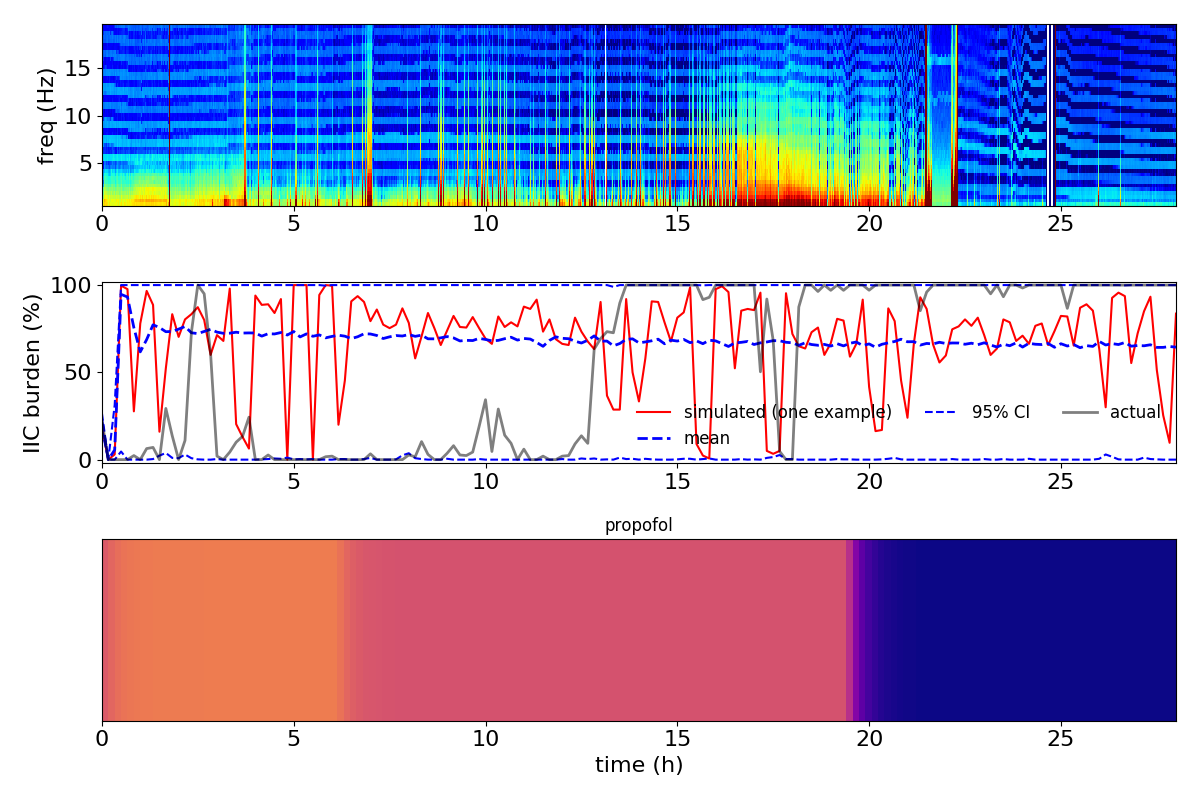 freq (Hz)
15
10
5
0 5 10 15 20 25
IIC burden (%)
100
50
0
simulated (one example) 95% CI actual
mean
0 5 10 15 20 25
propofol
0 5 10 15 20 25
time (h)